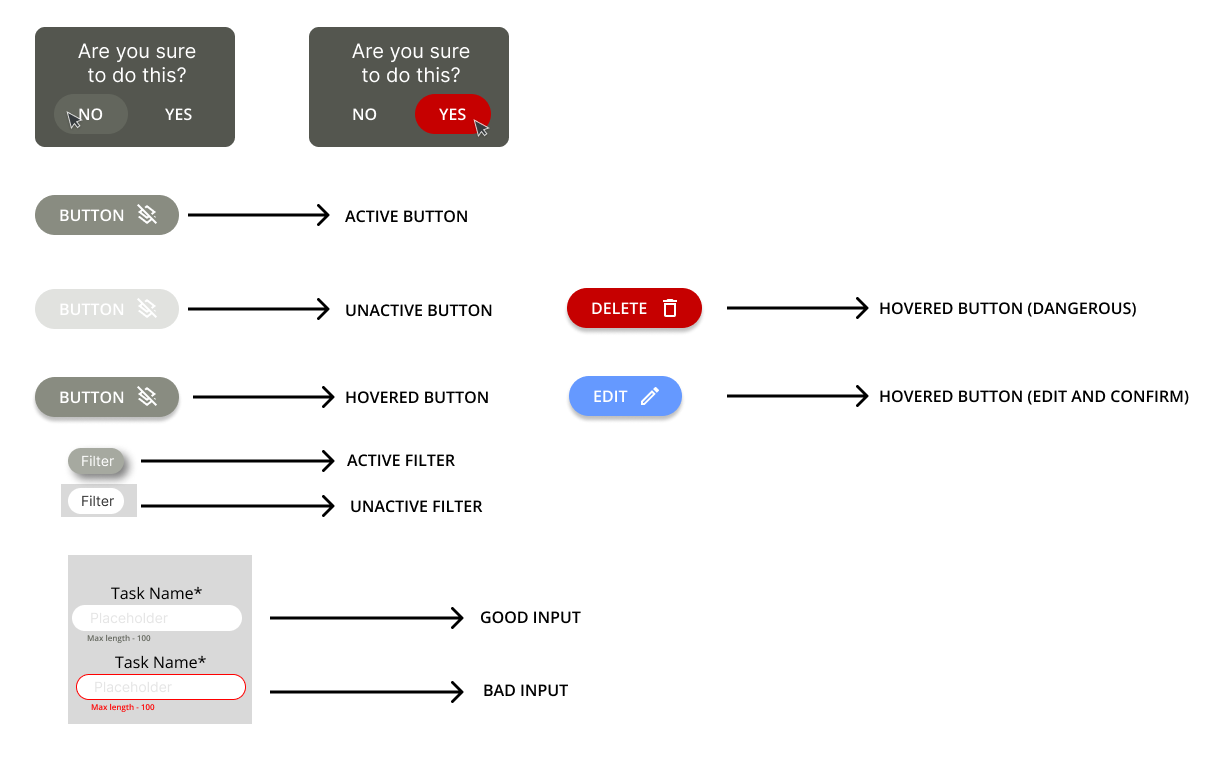 Are you sure
to do this?
NO YES
Are you sure
to do this?
NO YES
BUTTON ACTIVE BUTTON
BUTTON UNACTIVE BUTTON
DELETE HOVERED BUTTON (DANGEROUS)
BUTTON HOVERED BUTTON
EDIT HOVERED BUTTON (EDIT AND CONFIRM)
Filter ACTIVE FILTER
Filter UNACTIVE FILTER
Task Name*
Placeholder GOOD INPUT
Max length - 100
Task Name*
Placeholder BAD INPUT
Max length - 100